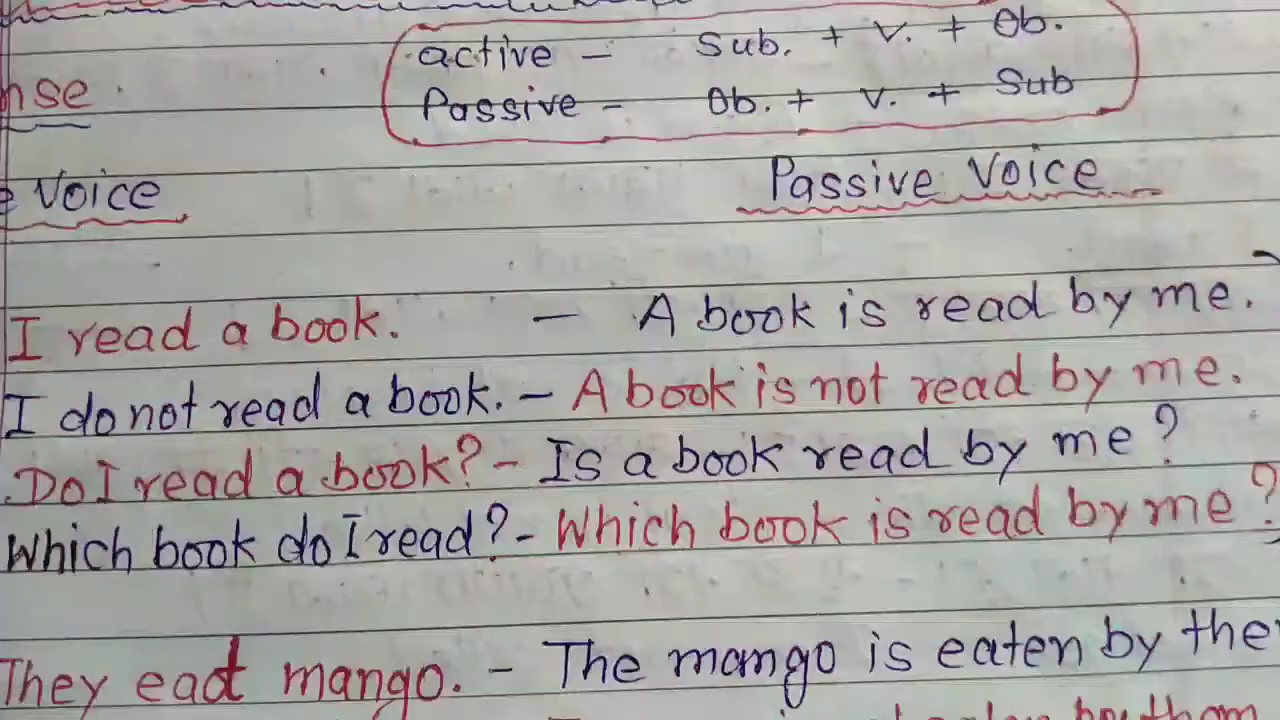 active - Sub. + v. + Ob.
Passive - Ob. + v. + Sub
Voice
Passive Voice
I read a book. - A book is read by me.
I do not read a book. - A book is not read by me.
Do I read a book? - Is a book read by me?
Which book do I read? - Which book is read by me?
They eat mango. - The mango is eaten by